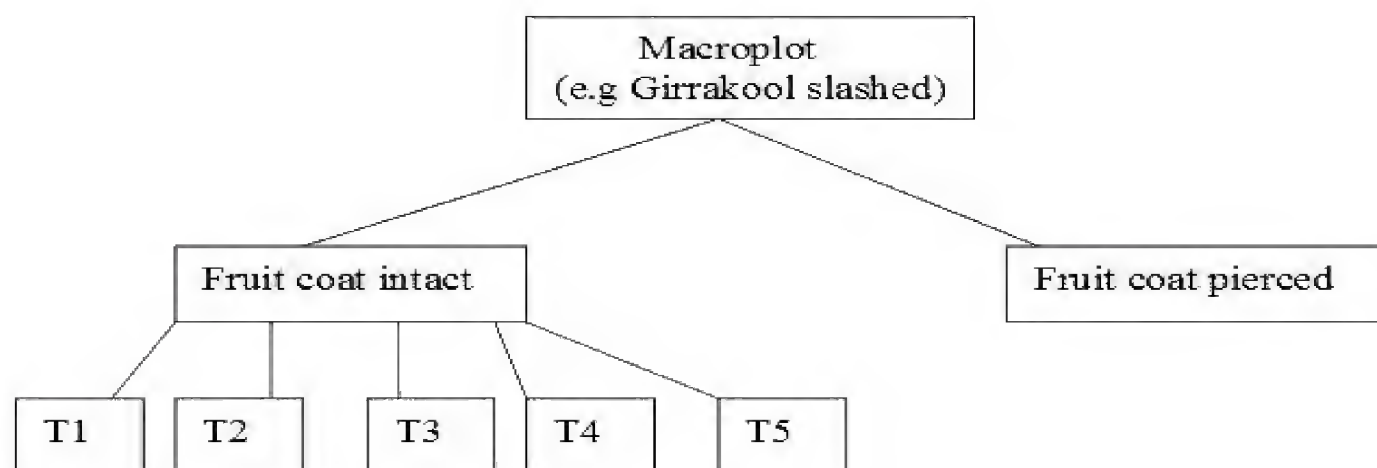 Macroplot
(e.g Girrakool slashed)
Fruit coat intact
Fruit coat pierced
T1
T2
T3
T4
T5